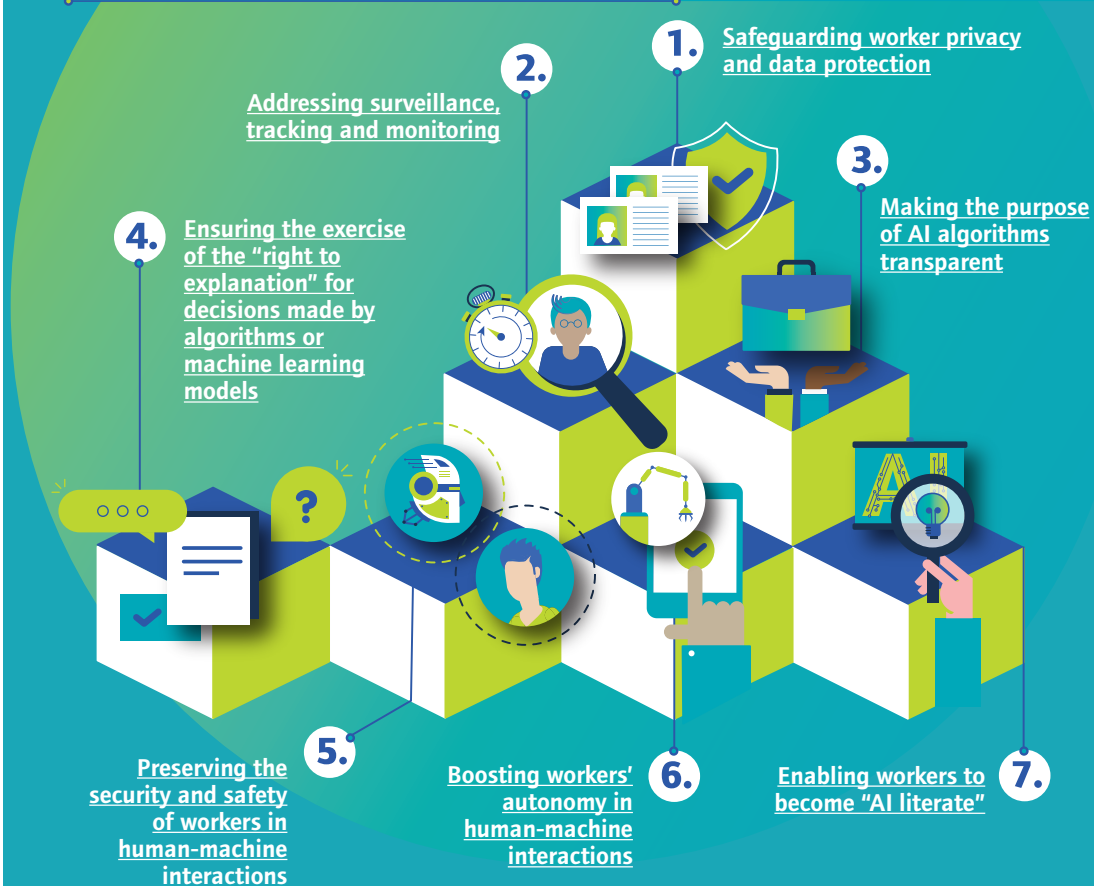 1.
Safeguarding worker privacy
and data protection
2.
Addressing surveillance,
tracking and monitoring
3.
Making the purpose
of AI algorithms
transparent
4.
Ensuring the exercise
of the “right to
explanation” for
decisions made by
algorithms or
machine learning
models
?
AI
5.
Preserving the
security and safety
of workers in
human-machine
interactions
6.
Boosting workers’
autonomy in
human-machine
interactions
7.
Enabling workers to
become “AI literate”